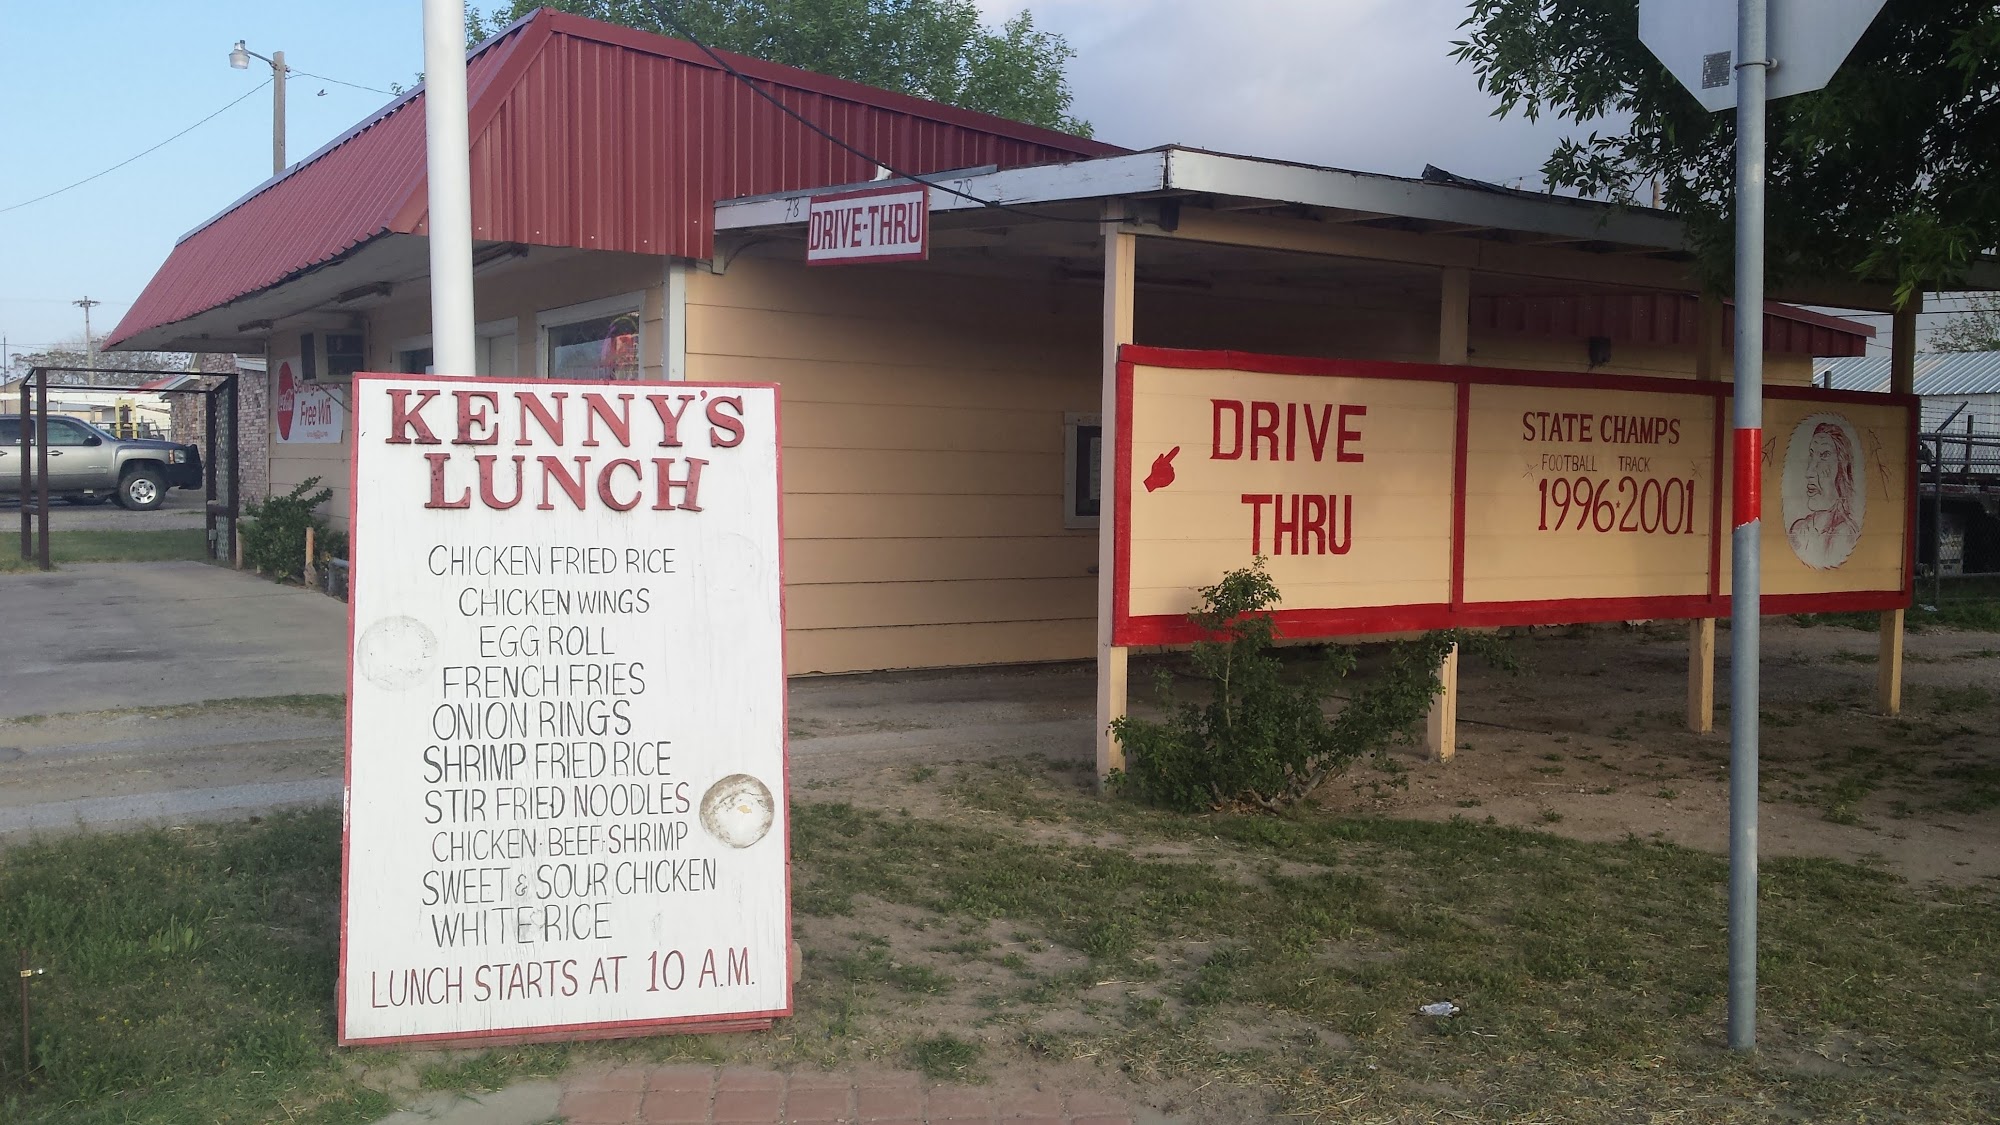 KENNY'S
LUNCH
CHICKEN FRIED RICE
CHICKEN WINGS
EGG ROLL
FRENCH FRIES
ONION RINGS
SHRIMP FRIED RICE
STIR FRIED NOODLES
CHICKEN·BEEF·SHRIMP
SWEET & SOUR CHICKEN
WHITE RICE
LUNCH STARTS AT 10 A.M.
78
78
DRIVE-THRU
Free Wifi
DRIVE
THRU
STATE CHAMPS
FOOTBALL TRACK
1996·2001